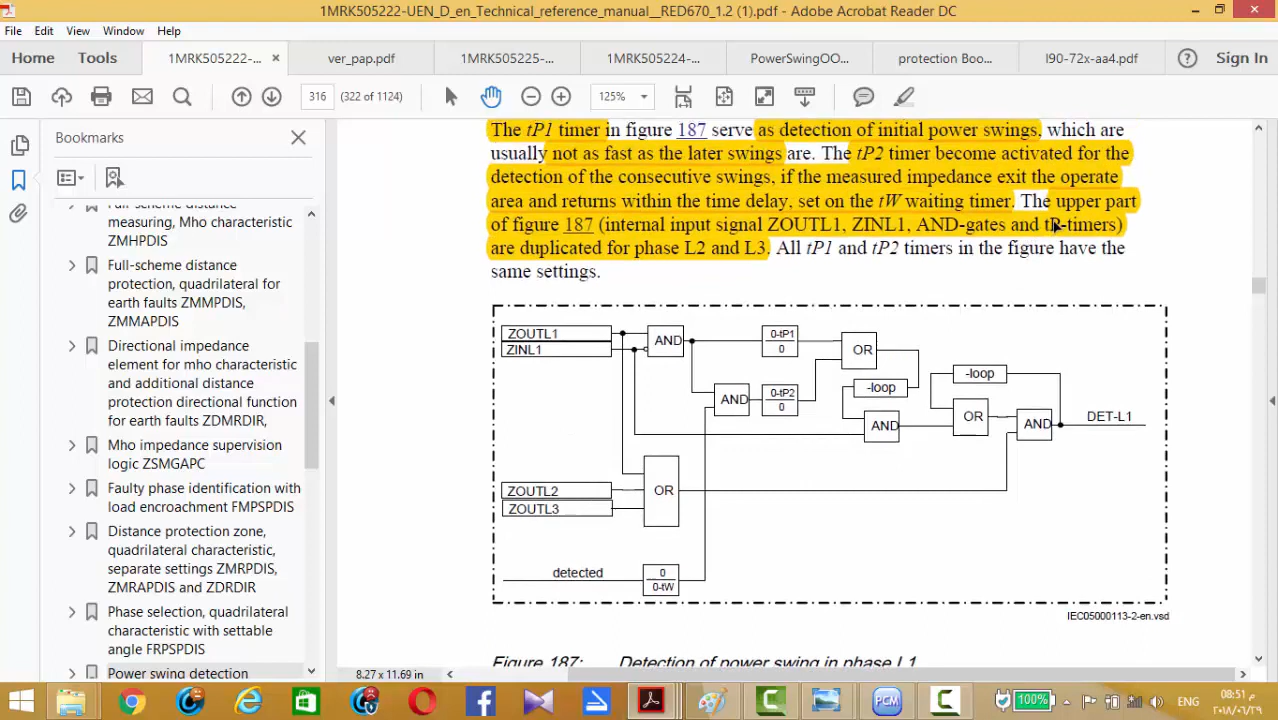 1MRK505222-UEN_D_en_Technical_reference_manual__RED670_1.2 (1).pdf - Adobe Acrobat Reader DC
File Edit View Window Help
Home Tools 1MRK505222-... × ver_pap.pdf 1MRK505225-... 1MRK505224-... PowerSwingOO... protection Boo... I90-72x-aa4.pdf Sign In
316 (322 of 1124) 125%
Bookmarks
measuring, Mho characteristic
ZMHPDIS
Full-scheme distance
protection, quadrilateral for
earth faults ZMMPDIS,
ZMMAPDIS
Directional impedance
element for mho characteristic
and additional distance
protection directional function
for earth faults ZDMRDIR,
Mho impedance supervision
logic ZSMGAPC
Faulty phase identification with
load encroachment FMPSPDIS
Distance protection zone,
quadrilateral characteristic,
separate settings ZMRPDIS,
ZMRAPDIS and ZDRDIR
Phase selection, quadrilateral
characteristic with settable
angle FRPSPDIS
Power swing detection
The tP1 timer in figure 187 serve as detection of initial power swings, which are
usually not as fast as the later swings are. The tP2 timer become activated for the
detection of the consecutive swings, if the measured impedance exit the operate
area and returns within the time delay, set on the tW waiting timer. The upper part
of figure 187 (internal input signal ZOUTL1, ZINL1, AND-gates and tP-timers)
are duplicated for phase L2 and L3. All tP1 and tP2 timers in the figure have the
same settings.
ZOUTL1
ZINL1
AND
0-tP1
0
OR
-loop
-loop
AND
0-tP2
0
AND
OR
AND
DET-L1
ZOUTL2
ZOUTL3
OR
detected
0
0-tW
IEC05000113-2-en.vsd
Figure 187: Detection of power swing in phase L1
8.27 x 11.69 in
PCM
100%
ENG
08:51 م
٢٠١٨/٠٦/٢٩